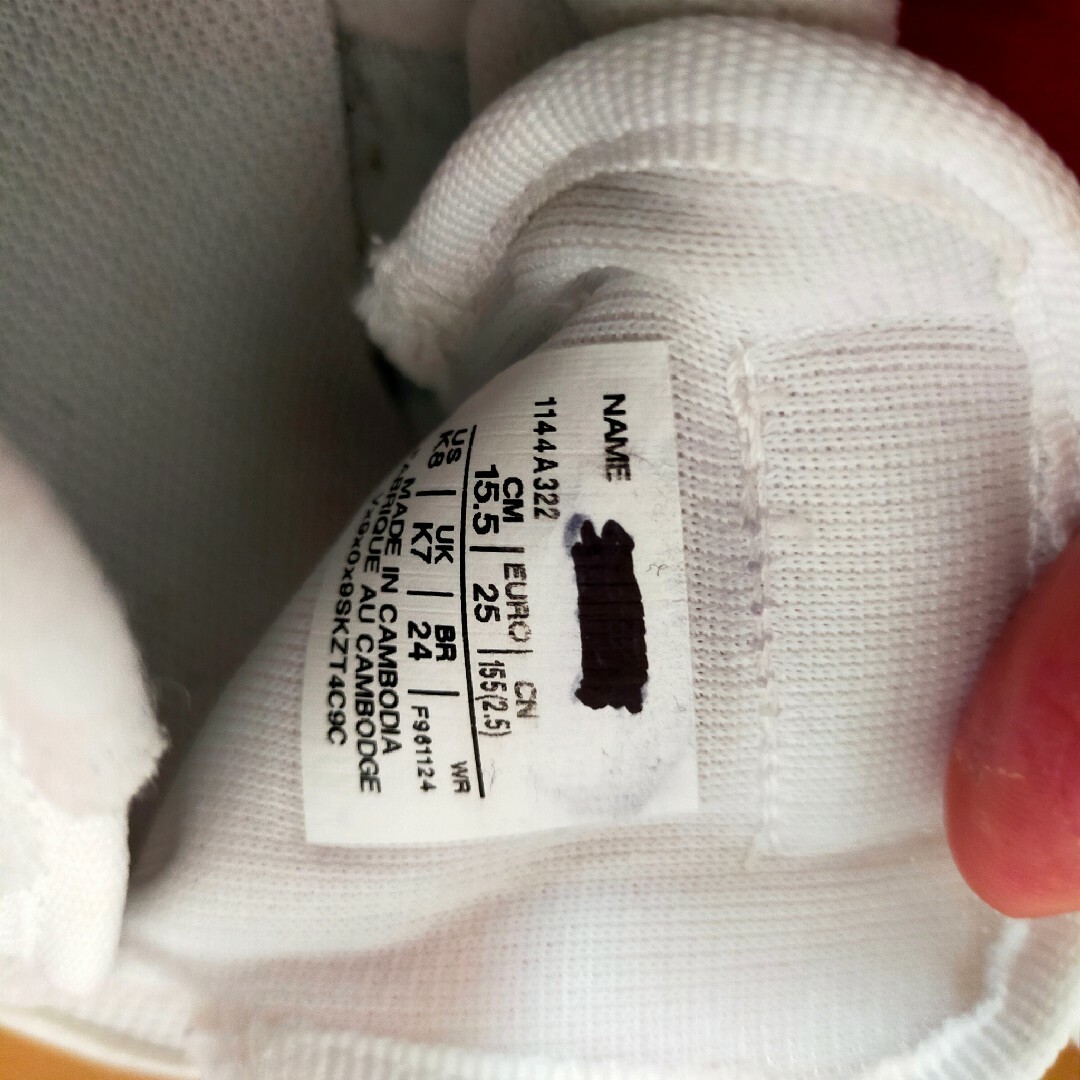 NAME
1144A322
CM | EURO | CN
15.5 | 25 | 155(2.5)
US | UK | BR | WR
K8 | K7 | 24 | F961124
MADE IN CAMBODIA
FABRIQUE AU CAMBODGE
9SKZT4C9C